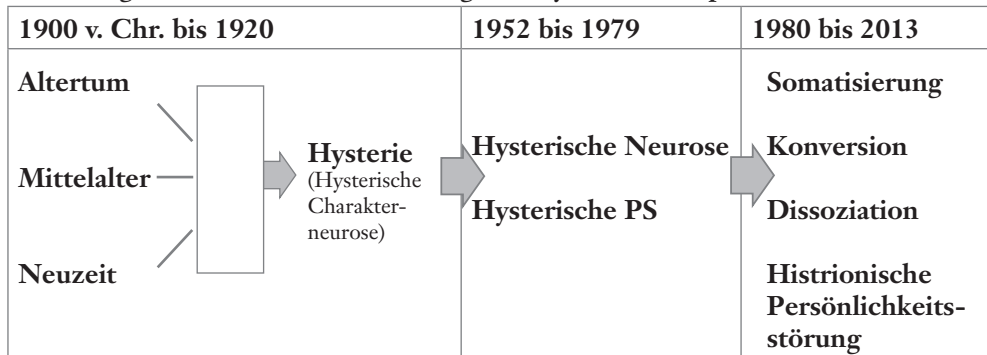 1900 v. Chr. bis 1920
1952 bis 1979
1980 bis 2013
Altertum
Mittelalter
Neuzeit
Hysterie
(Hysterische
Charakter-
neurose)
Hysterische Neurose
Hysterische PS
Somatisierung
Konversion
Dissoziation
Histrionische
Persönlichkeits-
störung